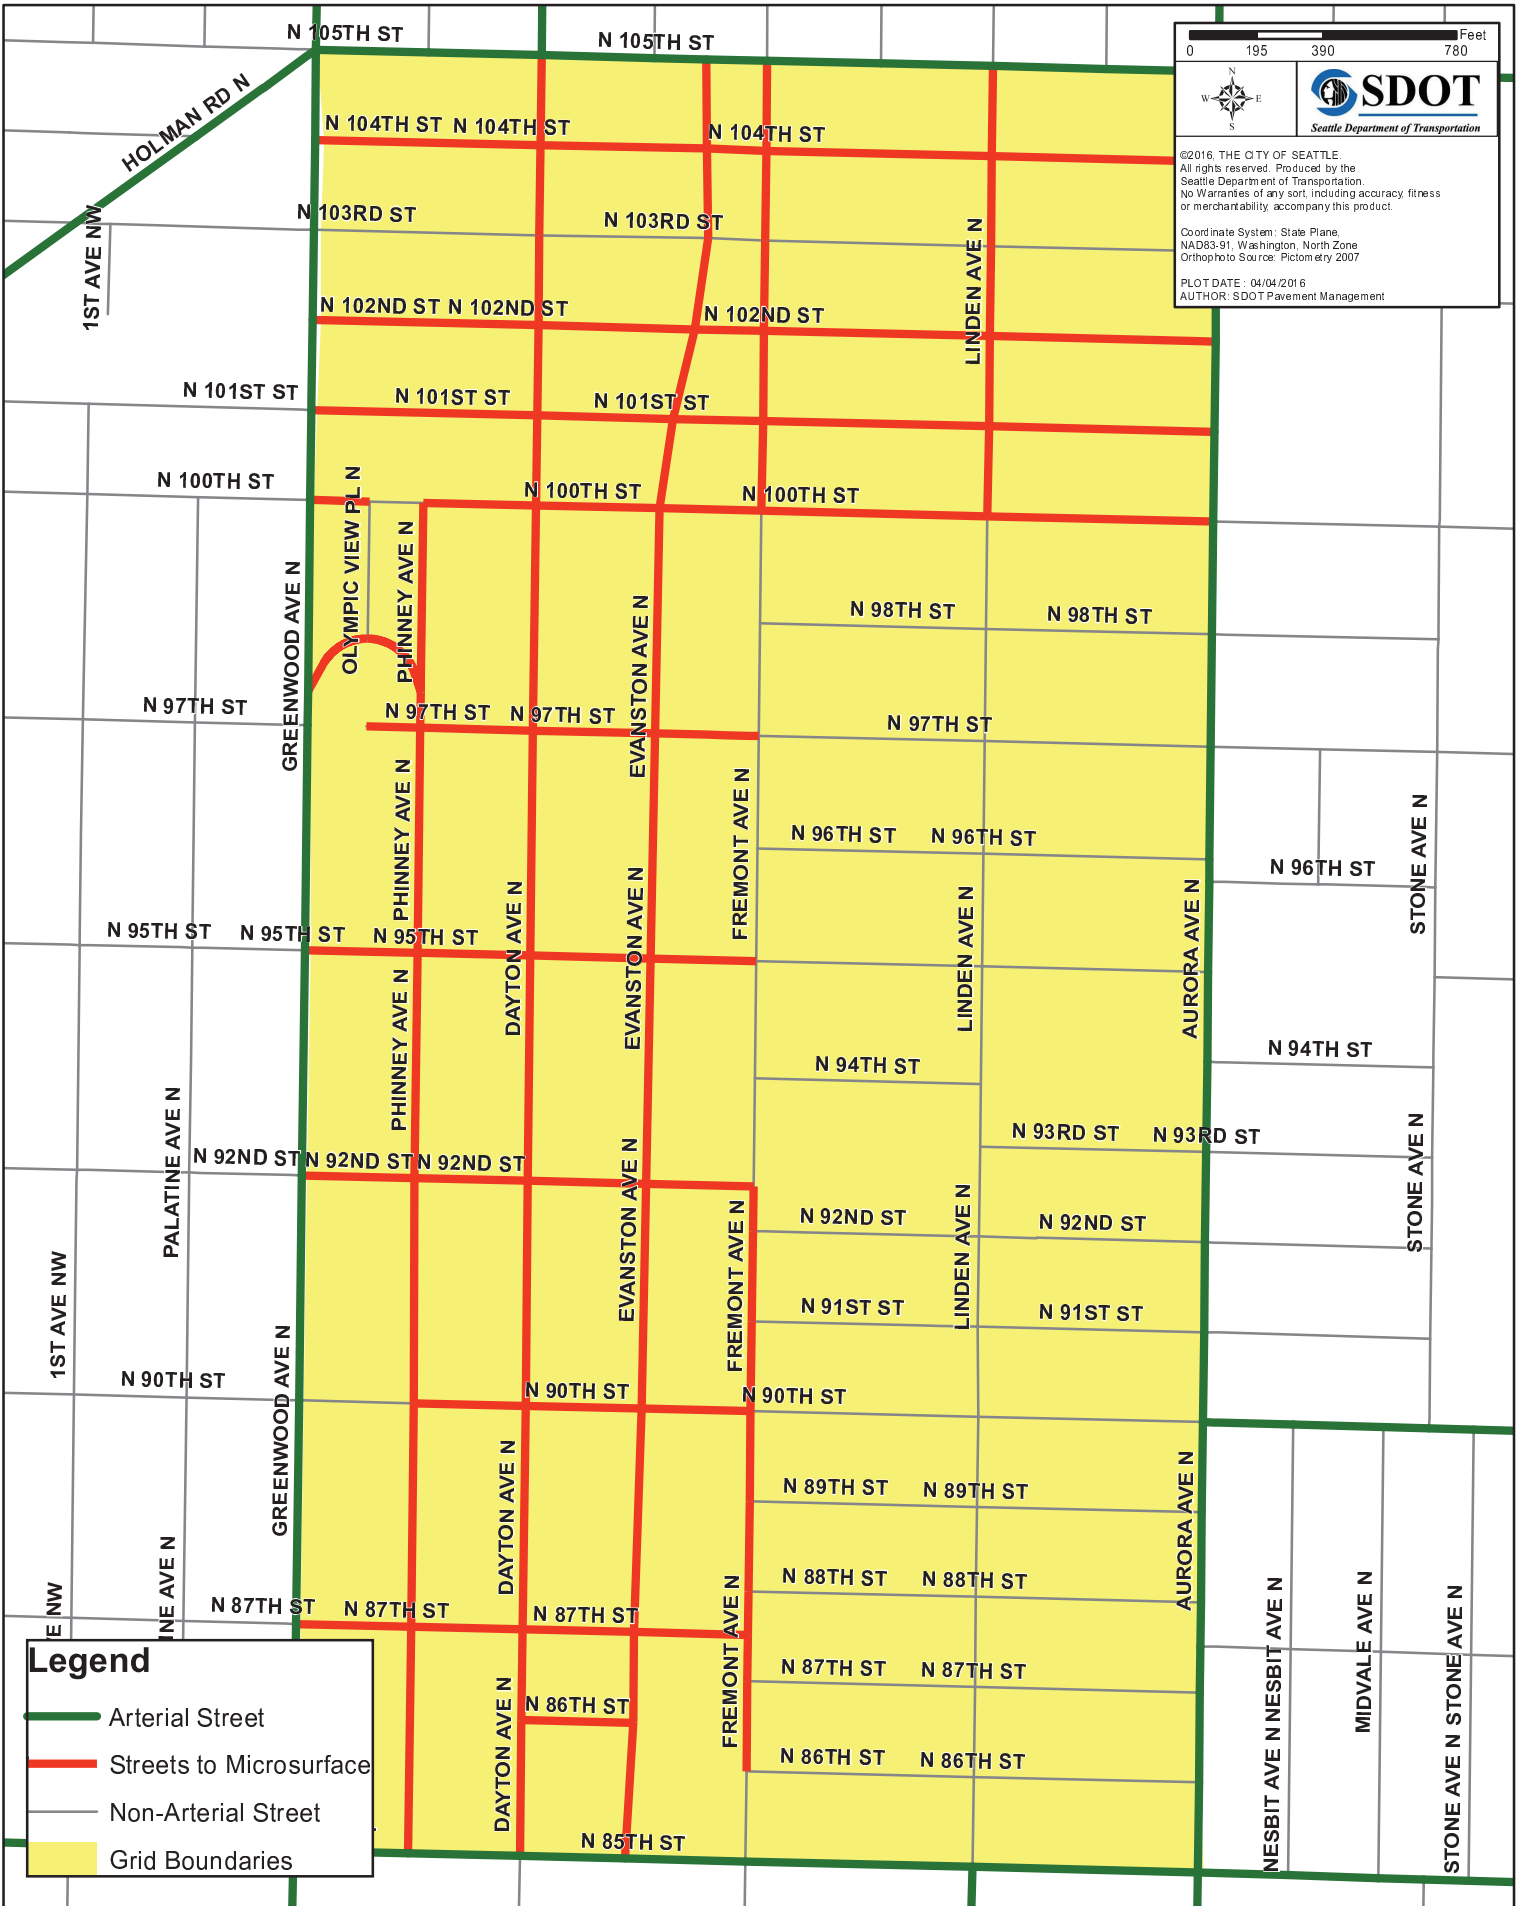 N 105TH ST
N 105TH ST
Feet
0 195 390 780
N
W E
S
SDOT
Seattle Department of Transportation
©2016, THE CITY OF SEATTLE.
All rights reserved. Produced by the
Seattle Department of Transportation.
No Warranties of any sort, including accuracy, fitness
or merchantability, accompany this product.
Coordinate System: State Plane,
NAD83-91, Washington, North Zone
Orthophoto Source: Pictometry 2007
PLOT DATE : 04/04/2016
AUTHOR: SDOT Pavement Management
HOLMAN RD N
N 104TH ST
N 104TH ST
N 104TH ST
1ST AVE NW
N 103RD ST
N 103RD ST
LINDEN AVE N
N 102ND ST
N 102ND ST
N 102ND ST
N 101ST ST
N 101ST ST
N 101ST ST
N 100TH ST
N 100TH ST
N 100TH ST
OLYMPIC VIEW PL N
PHINNEY AVE N
GREENWOOD AVE N
EVANSTON AVE N
N 98TH ST
N 98TH ST
N 97TH ST
N 97TH ST
N 97TH ST
N 97TH ST
PHINNEY AVE N
FREMONT AVE N
STONE AVE N
N 96TH ST
N 96TH ST
N 96TH ST
DAYTON AVE N
EVANSTON AVE N
LINDEN AVE N
AURORA AVE N
N 95TH ST
N 95TH ST
N 95TH ST
PHINNEY AVE N
N 94TH ST
N 94TH ST
PALATINE AVE N
N 93RD ST
N 93RD ST
STONE AVE N
N 92ND ST
N 92ND ST
N 92ND ST
EVANSTON AVE N
FREMONT AVE N
LINDEN AVE N
N 92ND ST
N 92ND ST
1ST AVE NW
N 91ST ST
N 91ST ST
GREENWOOD AVE N
N 90TH ST
N 90TH ST
N 90TH ST
DAYTON AVE N
AURORA AVE N
N 89TH ST
N 89TH ST
N 88TH ST
N 88TH ST
VE NW
INE AVE N
N 87TH ST
N 87TH ST
N 87TH ST
FREMONT AVE N
NESBIT AVE N
NESBIT AVE N
MIDVALE AVE N
STONE AVE N
STONE AVE N
N 87TH ST
N 87TH ST
DAYTON AVE N
N 86TH ST
N 86TH ST
N 86TH ST
N 85TH ST
Legend
Arterial Street
Streets to Microsurface
Non-Arterial Street
Grid Boundaries